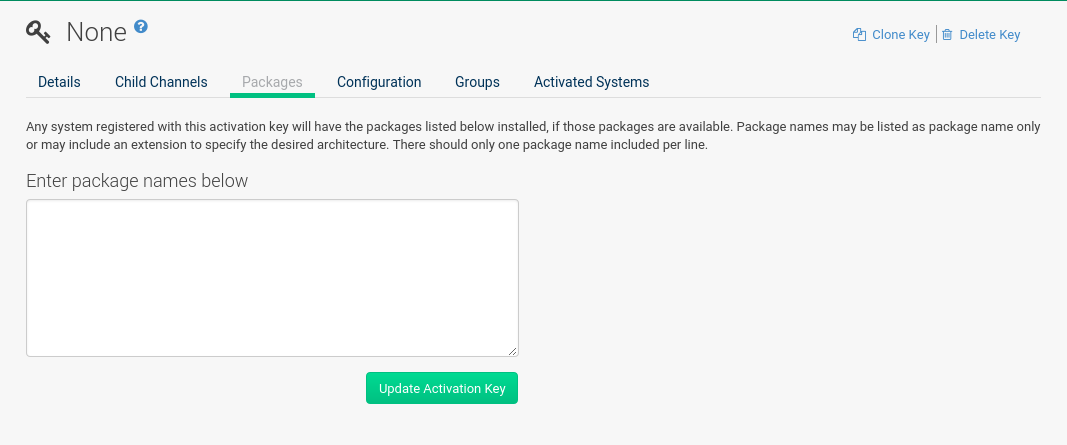 None ?
Clone Key | Delete Key
Details Child Channels Packages Configuration Groups Activated Systems
Any system registered with this activation key will have the packages listed below installed, if those packages are available. Package names may be listed as package name only
or may include an extension to specify the desired architecture. There should only one package name included per line.
Enter package names below
Update Activation Key